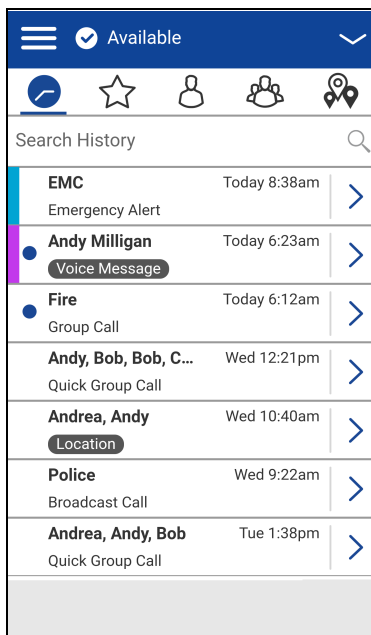 Available
Search History
EMC Today 8:38am
Emergency Alert
Andy Milligan Today 6:23am
Voice Message
Fire Today 6:12am
Group Call
Andy, Bob, Bob, C... Wed 12:21pm
Quick Group Call
Andrea, Andy Wed 10:40am
Location
Police Wed 9:22am
Broadcast Call
Andrea, Andy, Bob Tue 1:38pm
Quick Group Call